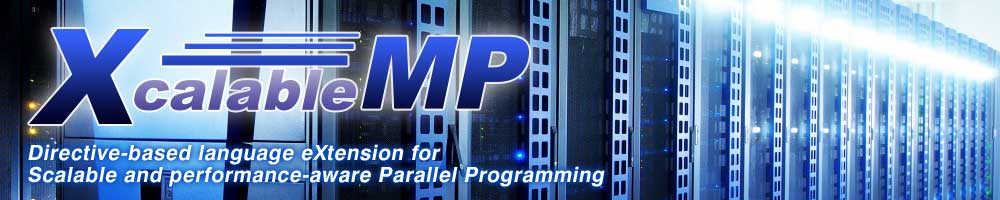 XcalableMP
Directive-based language eXtension for
Scalable and performance-aware Parallel Programming